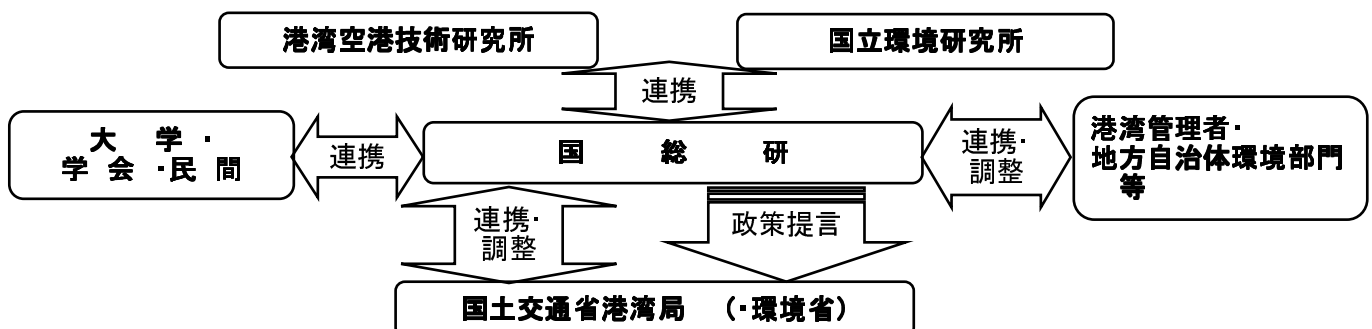 港湾空港技術研究所
国立環境研究所
連携
大　学・
学会・民間
連携
国　総　研
連携・
調整
港湾管理者・
地方自治体環境部門
等
連携・
調整
政策提言
国土交通省港湾局　（・環境省）